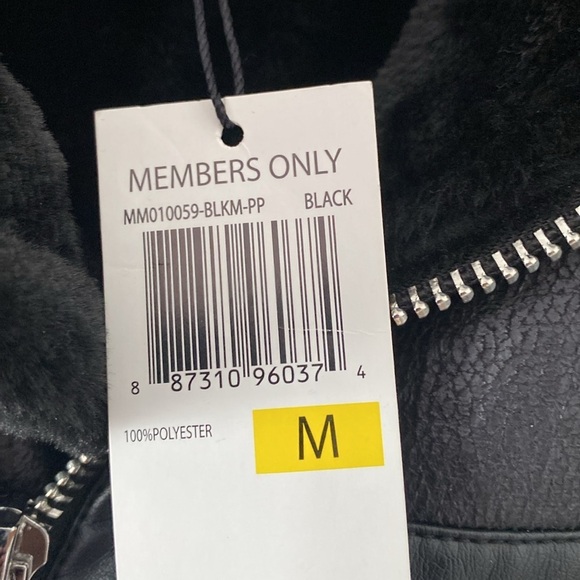 MEMBERS ONLY
MM010059-BLKM-PP BLACK
8 87310 96037 4
100%POLYESTER
M